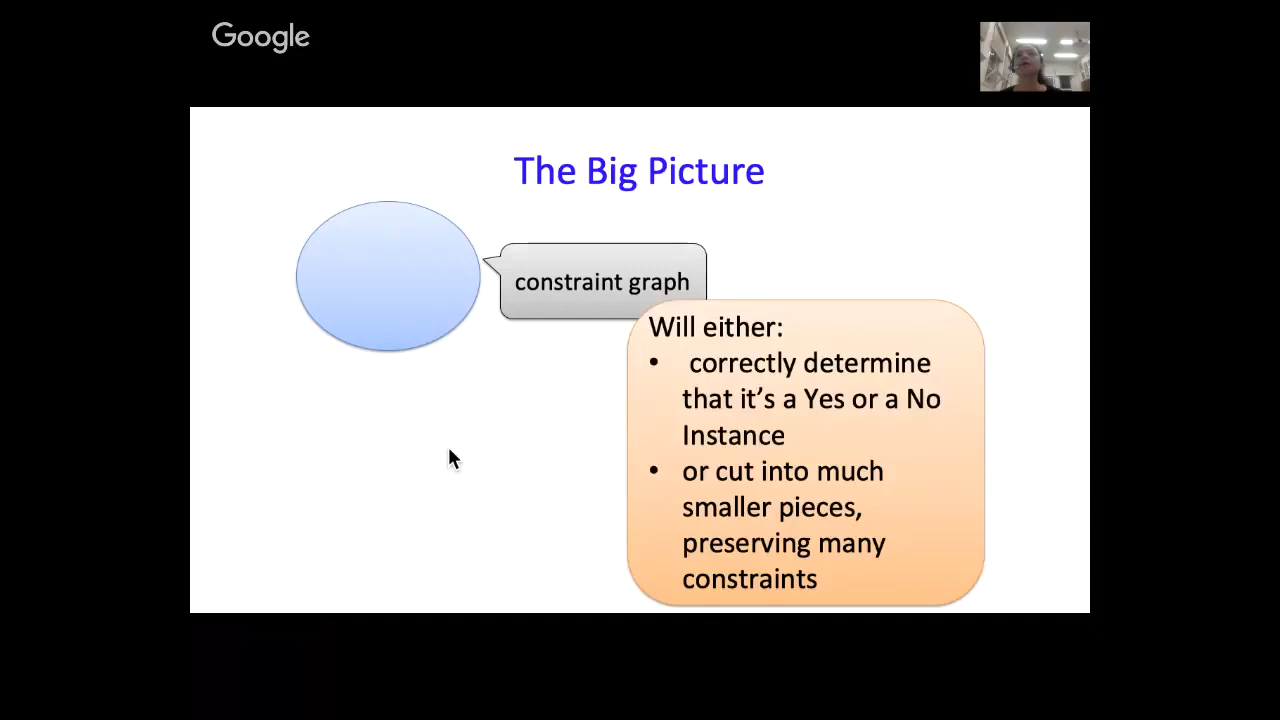 Google
The Big Picture
constraint graph
Will either:
• correctly determine
that it's a Yes or a No
Instance
• or cut into much
smaller pieces,
preserving many
constraints